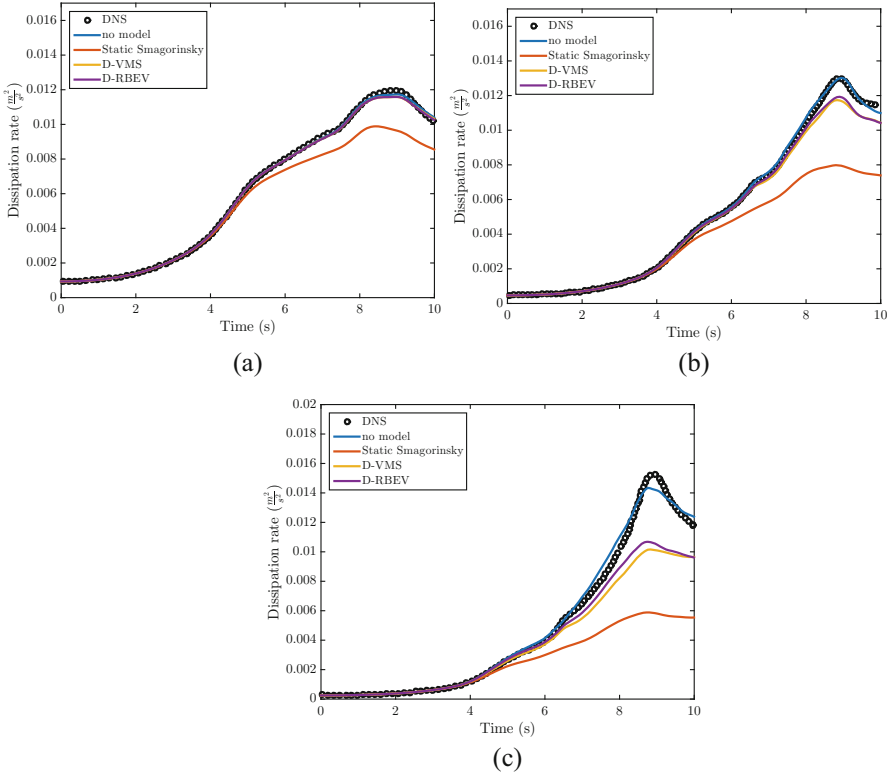 0.016
0.014
0.012
0.01
0.008
0.006
0.004
0.002
0
Dissipation rate (m²/s²)
DNS
no model
Static Smagorinsky
D-VMS
D-RBEV
0 2 4 6 8 10
Time (s)
(a)
0.016
0.014
0.012
0.01
0.008
0.006
0.004
0.002
0
Dissipation rate (m²/s²)
DNS
no model
Static Smagorinsky
D-VMS
D-RBEV
0 2 4 6 8 10
Time (s)
(b)
0.02
0.018
0.016
0.014
0.012
0.01
0.008
0.006
0.004
0.002
0
Dissipation rate (m²/s²)
DNS
no model
Static Smagorinsky
D-VMS
D-RBEV
0 2 4 6 8 10
Time (s)
(c)